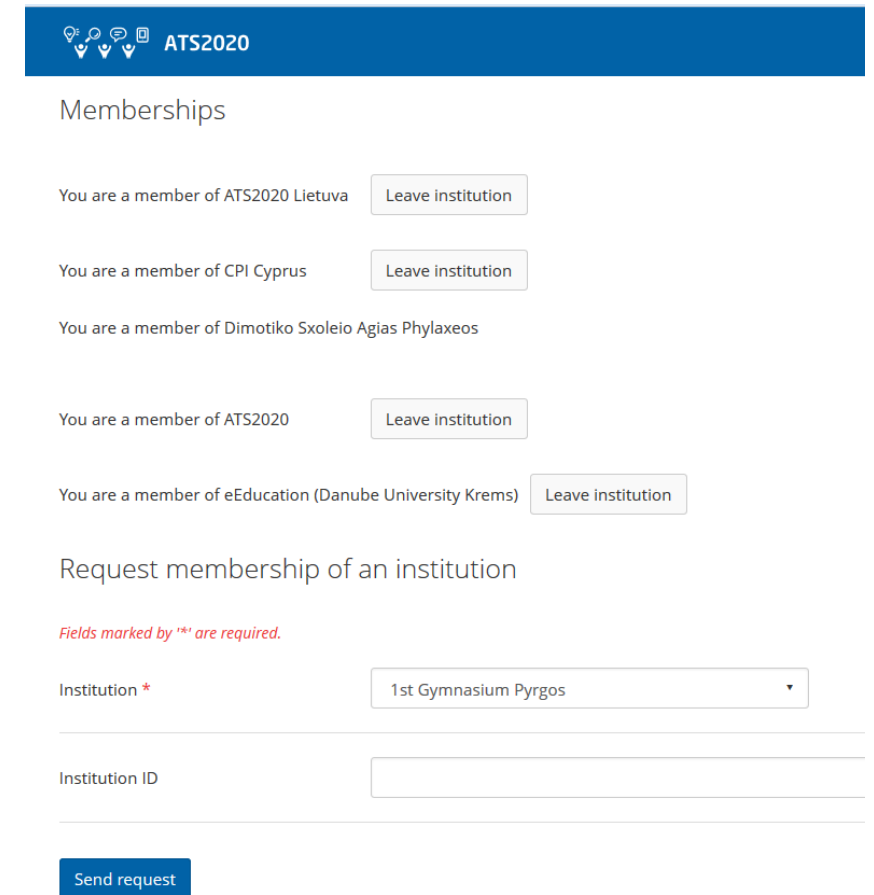 ATS2020
Memberships
You are a member of ATS2020 Lietuva Leave institution
You are a member of CPI Cyprus Leave institution
You are a member of Dimotiko Sxoleio Agias Phylaxeos
You are a member of ATS2020 Leave institution
You are a member of eEducation (Danube University Krems) Leave institution
Request membership of an institution
Fields marked by '*' are required.
Institution * 1st Gymnasium Pyrgos
Institution ID
Send request